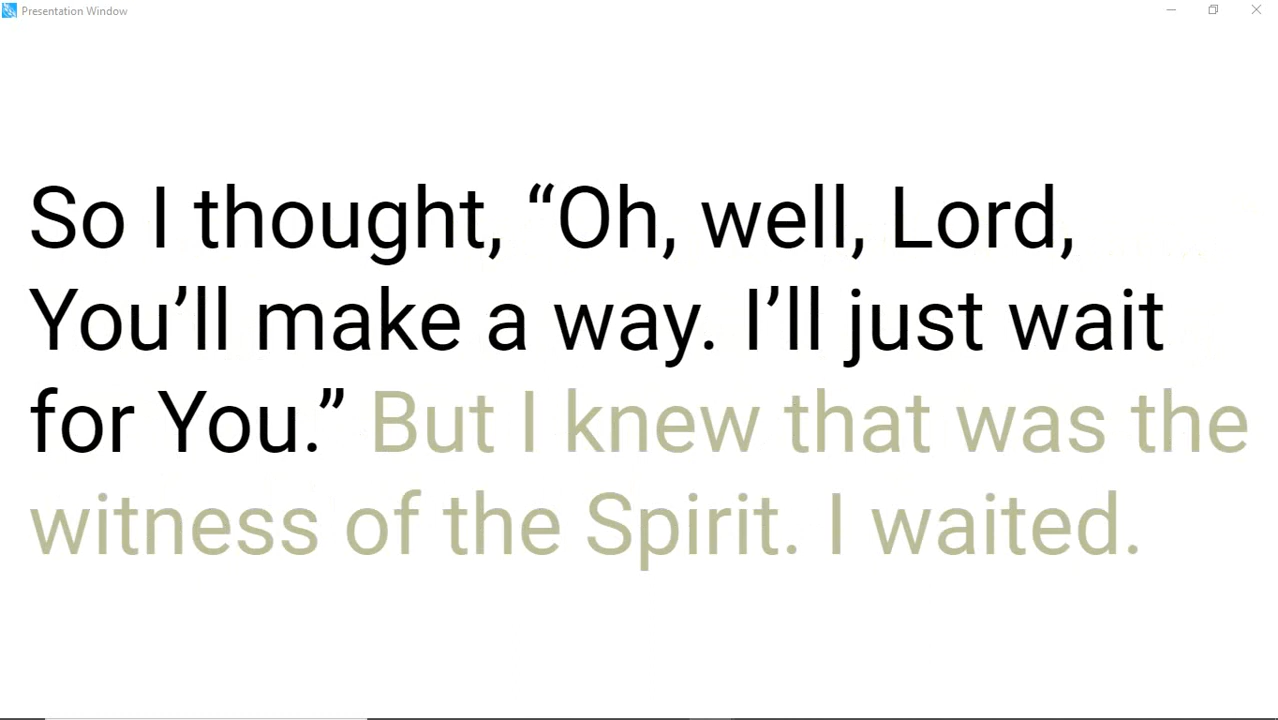 Presentation Window
So I thought, “Oh, well, Lord,
You’ll make a way. I’ll just wait
for You.” But I knew that was the
witness of the Spirit. I waited.